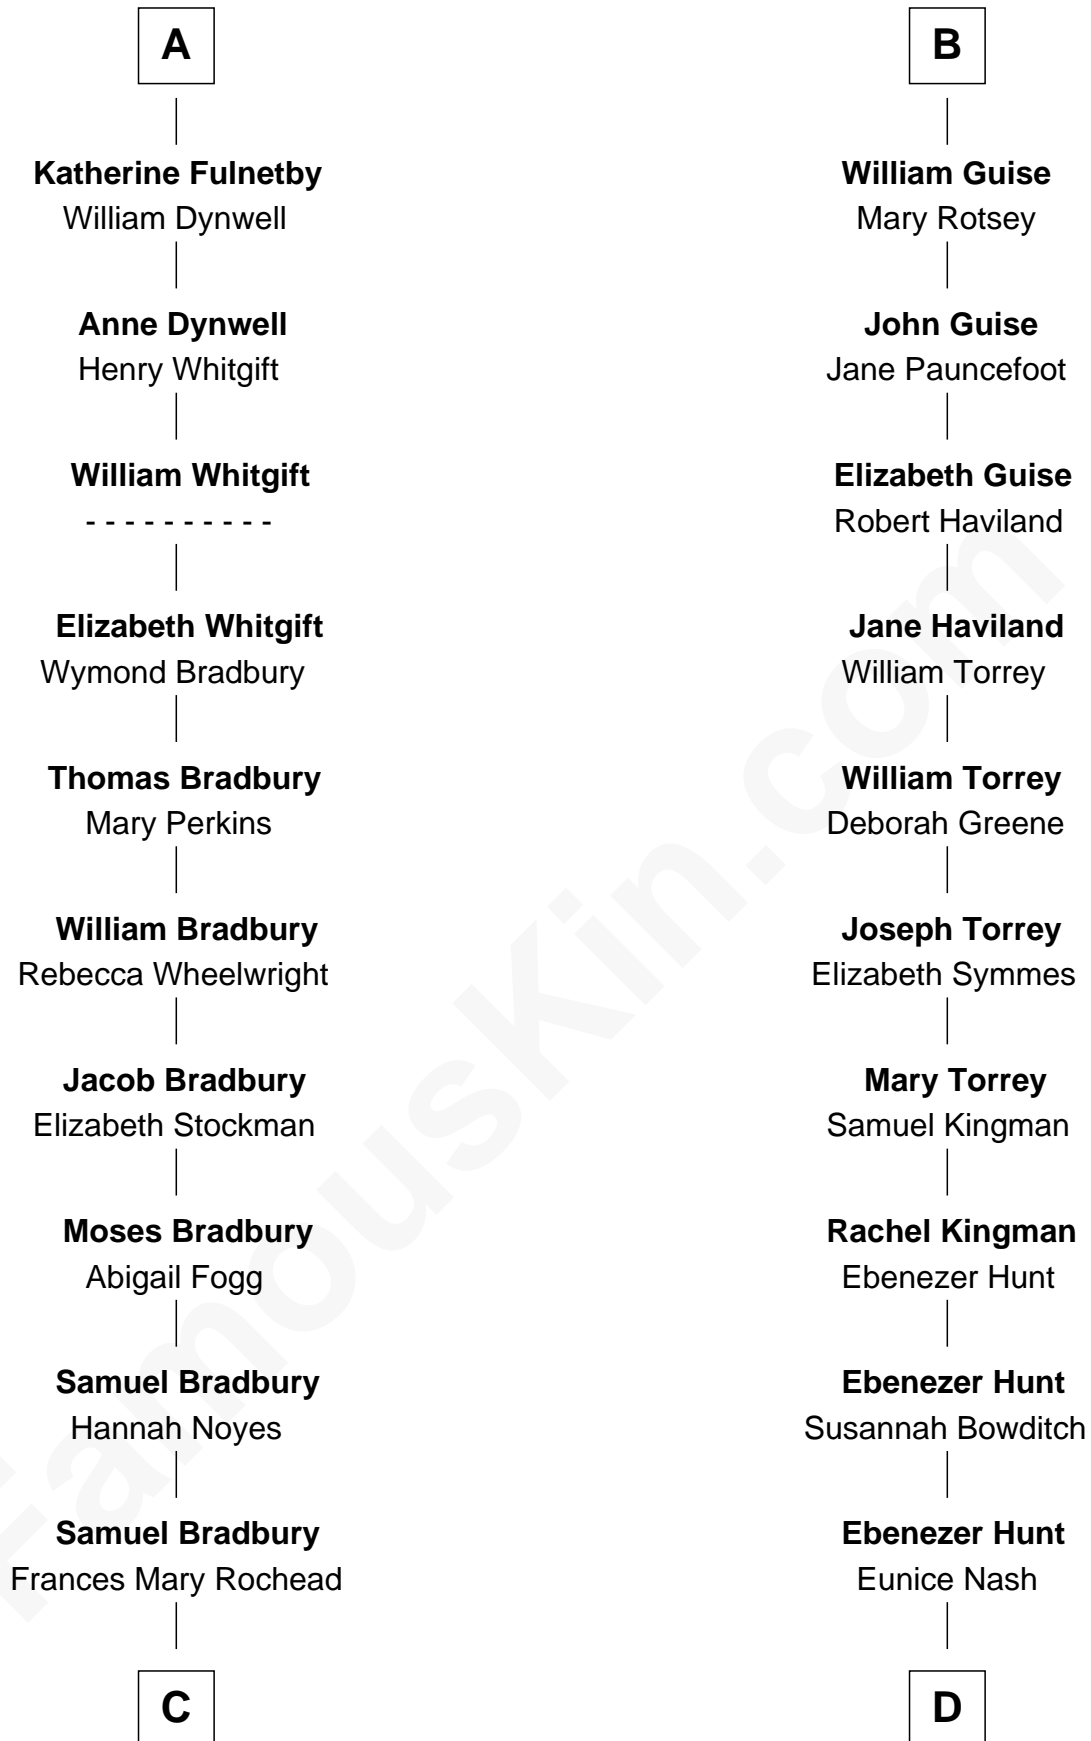 A
Katherine Fulnetby
William Dynwell
Anne Dynwell
Henry Whitgift
William Whitgift
- - - - - - - - - -
Elizabeth Whitgift
Wymond Bradbury
Thomas Bradbury
Mary Perkins
William Bradbury
Rebecca Wheelwright
Jacob Bradbury
Elizabeth Stockman
Moses Bradbury
Abigail Fogg
Samuel Bradbury
Hannah Noyes
Samuel Bradbury
Frances Mary Rochead
C
B
William Guise
Mary Rotsey
John Guise
Jane Pauncefoot
Elizabeth Guise
Robert Haviland
Jane Haviland
William Torrey
William Torrey
Deborah Greene
Joseph Torrey
Elizabeth Symmes
Mary Torrey
Samuel Kingman
Rachel Kingman
Ebenezer Hunt
Ebenezer Hunt
Susannah Bowditch
Ebenezer Hunt
Eunice Nash
D
FamousKin.com